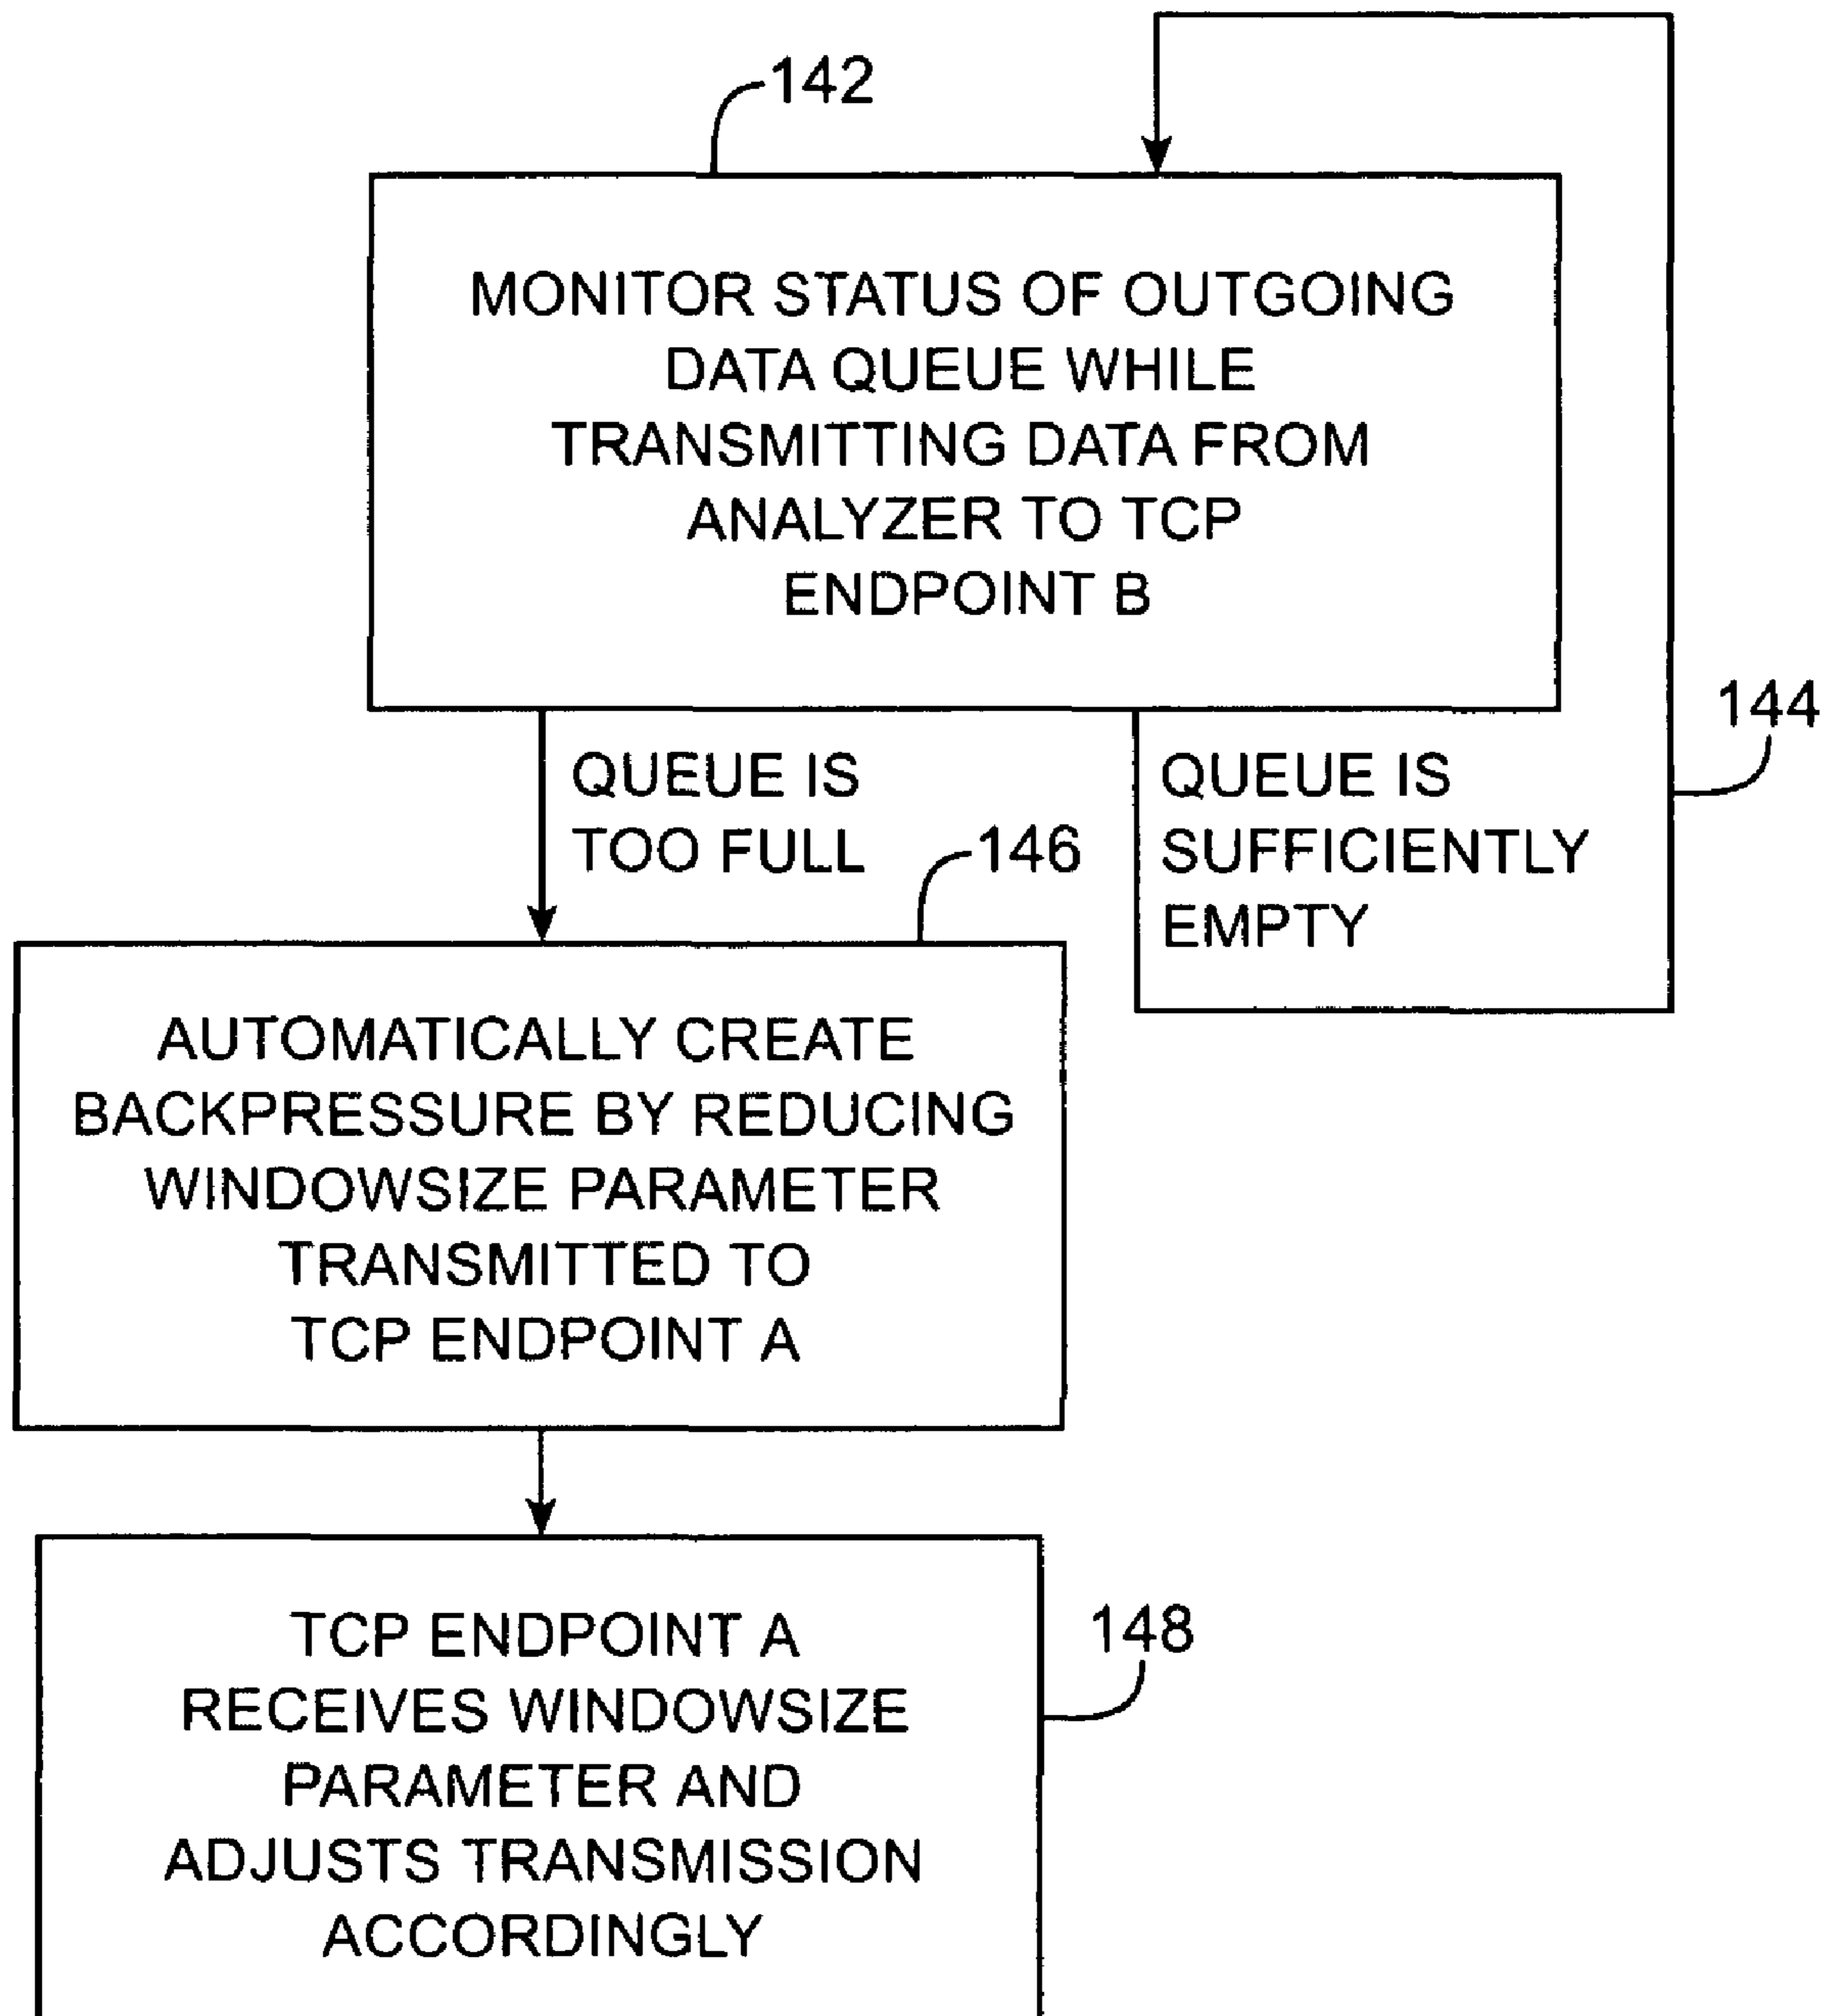 142
MONITOR STATUS OF OUTGOING
DATA QUEUE WHILE
TRANSMITTING DATA FROM
ANALYZER TO TCP
ENDPOINT B
144
QUEUE IS
TOO FULL
QUEUE IS
SUFFICIENTLY
EMPTY
146
AUTOMATICALLY CREATE
BACKPRESSURE BY REDUCING
WINDOWSIZE PARAMETER
TRANSMITTED TO
TCP ENDPOINT A
148
TCP ENDPOINT A
RECEIVES WINDOWSIZE
PARAMETER AND
ADJUSTS TRANSMISSION
ACCORDINGLY